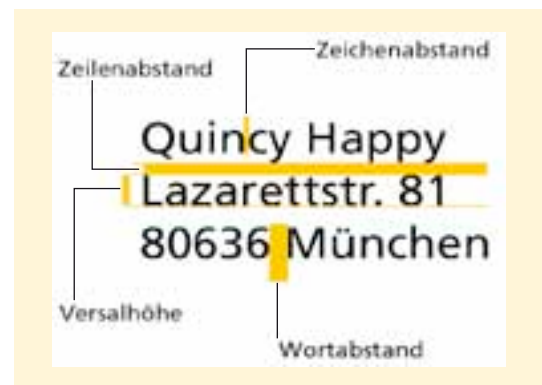 Zeichenabstand
Zeilenabstand
Quincy Happy
Lazarettstr. 81
80636 München
Versalhöhe
Wortabstand